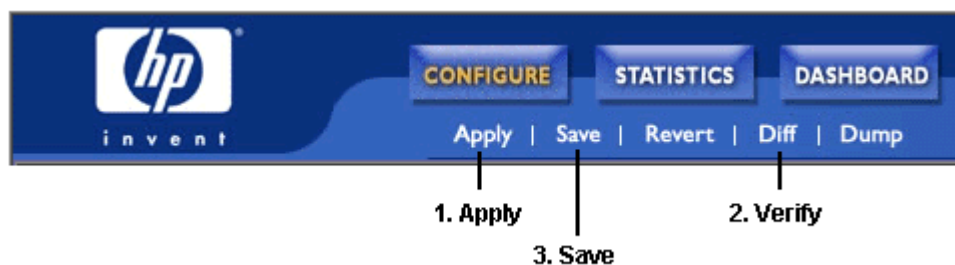 hp
CONFIGURE STATISTICS DASHBOARD
invent
Apply | Save | Revert | Diff | Dump
1. Apply 2. Verify
3. Save